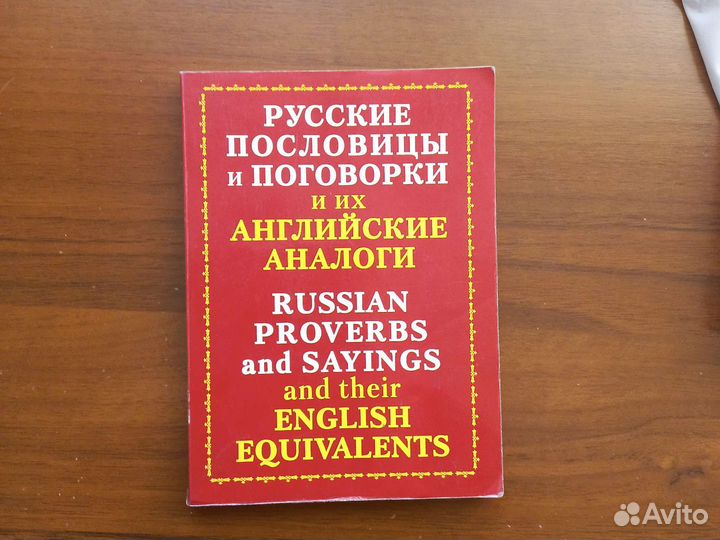 РУССКИЕ
ПОСЛОВИЦЫ
и ПОГОВОРКИ
и их
АНГЛИЙСКИЕ
АНАЛОГИ
RUSSIAN
PROVERBS
and SAYINGS
and their
ENGLISH
EQUIVALENTS
Avito